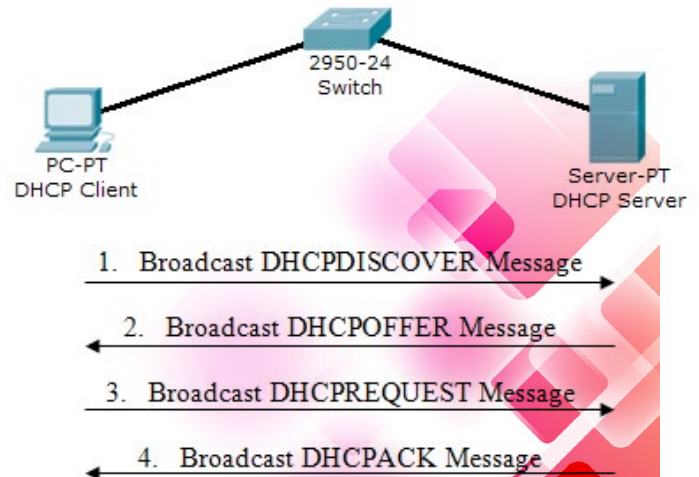 2950-24
Switch
PC-PT
DHCP Client
Server-PT
DHCP Server
1. Broadcast DHCPDISCOVER Message
2. Broadcast DHCPOFFER Message
3. Broadcast DHCPREQUEST Message
4. Broadcast DHCPACK Message